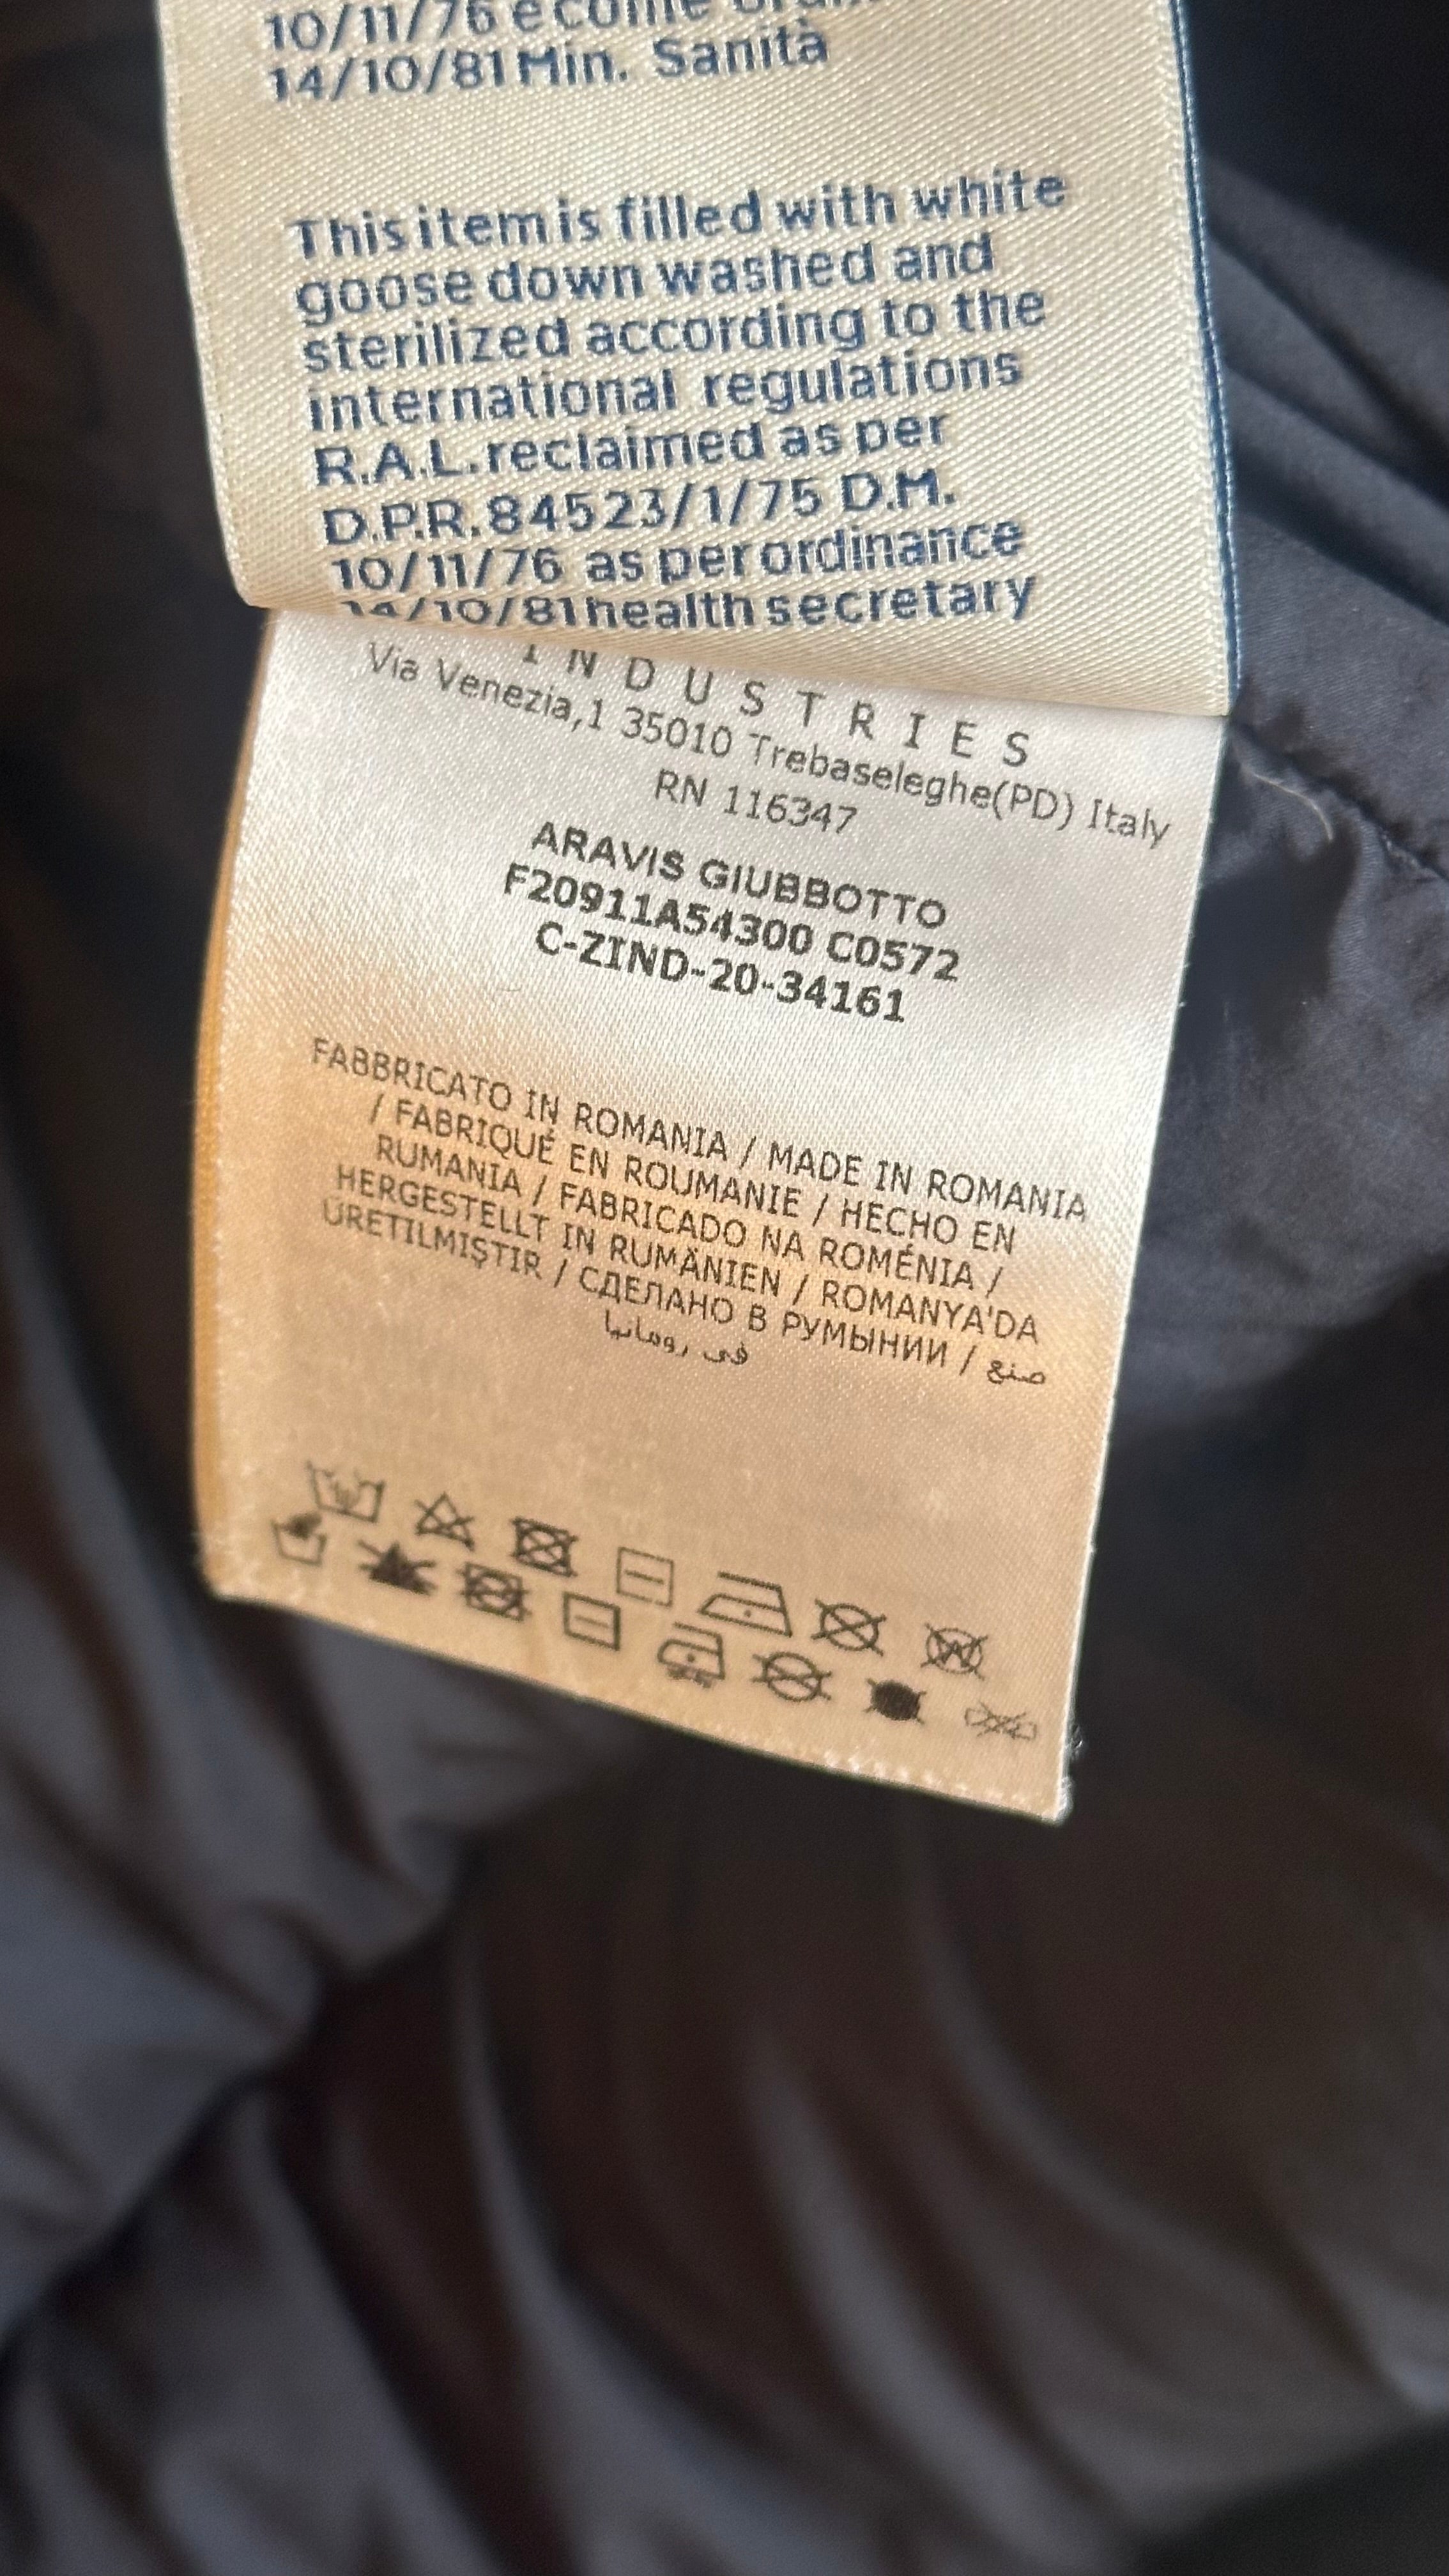 10/11/76 e come
14/10/81 Min. Sanità
This item is filled with white
goose down washed and
sterilized according to the
international regulations
R.A.L. reclaimed as per
D.P.R. 84523/1/75 D.M.
10/11/76 as per ordinance
14/10/81 health secretary
INDUSTRIES
Via Venezia,1 35010 Trebaseleghe(PD) Italy
RN 116347
ARAVIS GIUBBOTTO
F20911A54300 C0572
C-ZIND-20-34161
FABBRICATO IN ROMANIA / MADE IN ROMANIA
/ FABRIQUÉ EN ROUMANIE / HECHO EN
RUMANIA / FABRICADO NA ROMÉNIA /
HERGESTELLT IN RUMÄNIEN / ROMANYA'DA
ÜRETILMIŞTIR / СДЕЛАНО В РУМЫНИИ / صنع
في رومانيا